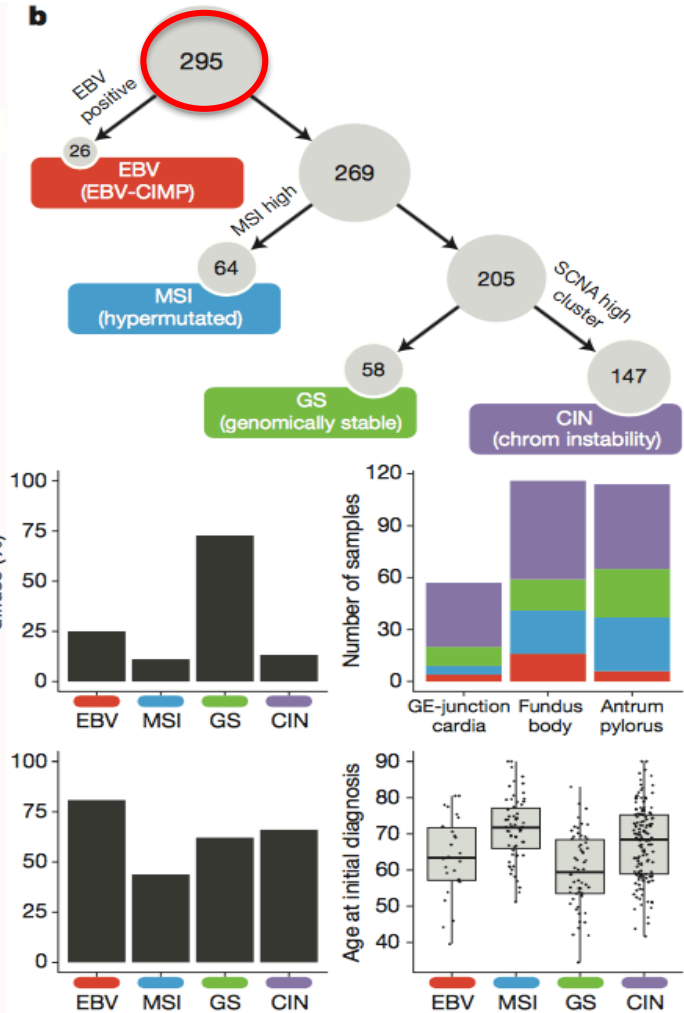 b
295
EBV
positive
26
EBV
(EBV-CIMP)
269
MSI high
64
MSI
(hypermutated)
205
SCNA high
cluster
58
GS
(genomically stable)
147
CIN
(chrom instability)
100
75
50
25
0
EBV MSI GS CIN
Number of samples
120
90
60
30
0
GE-junction
cardia
Fundus
body
Antrum
pylorus
100
75
50
25
0
EBV MSI GS CIN
Age at initial diagnosis
90
80
70
60
50
40
EBV MSI GS CIN